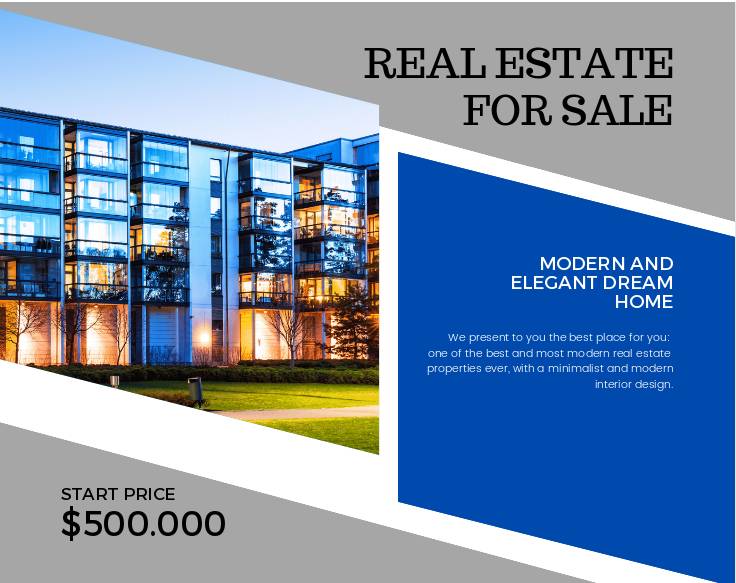 REAL ESTATE
FOR SALE
MODERN AND
ELEGANT DREAM
HOME
We present to you the best place for you:
one of the best and most modern real estate
properties ever, with a minimalist and modern
interior design.
START PRICE
$500.000